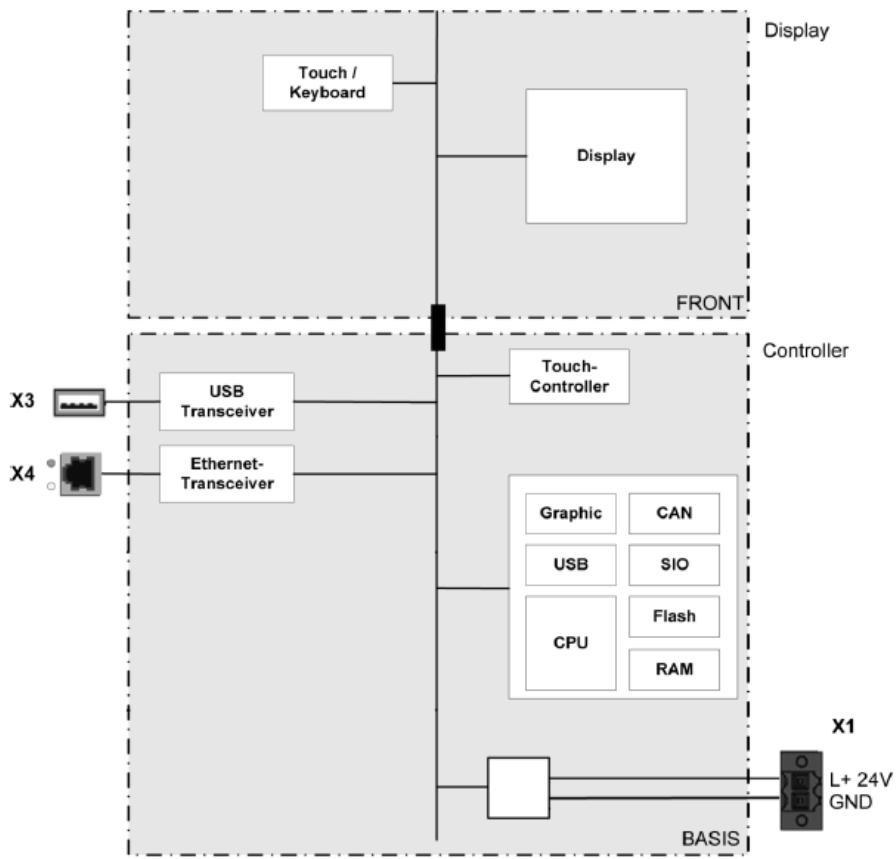 Display
Touch /
Keyboard
Display
FRONT
Controller
Touch-
Controller
X3
USB
Transceiver
X4
Ethernet-
Transceiver
Graphic
CAN
USB
SIO
CPU
Flash
RAM
X1
L+ 24V
GND
BASIS